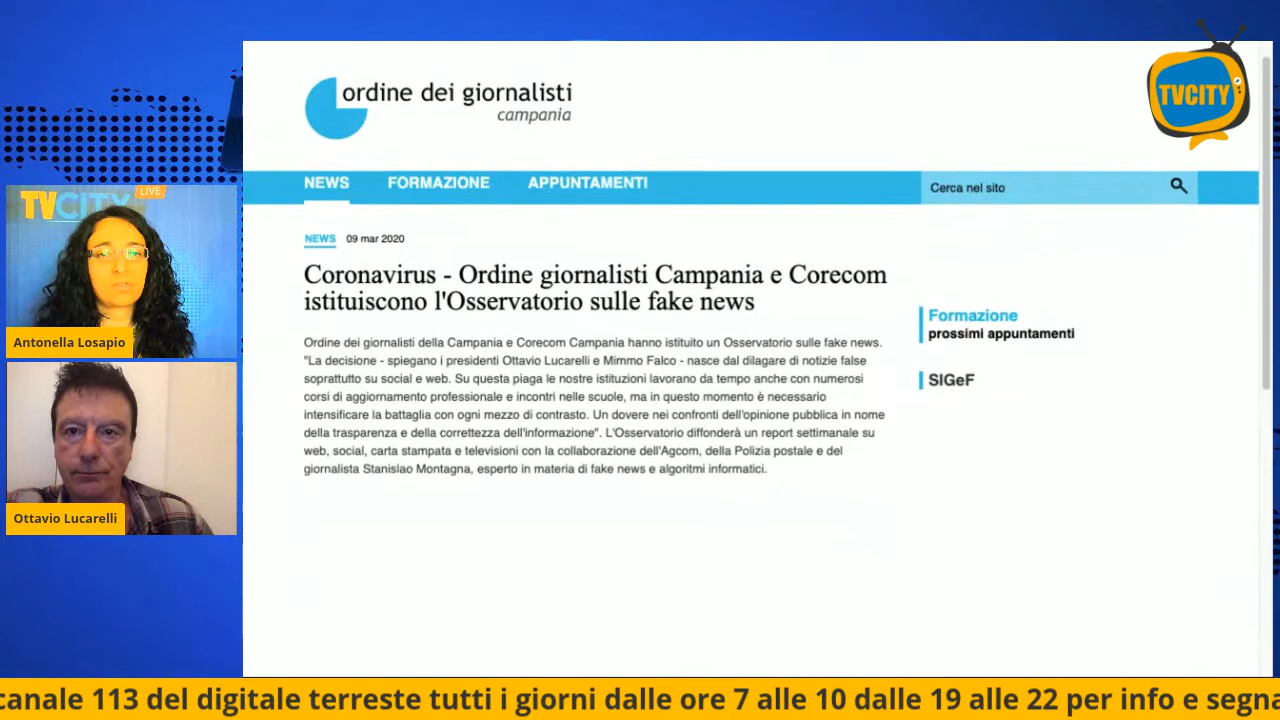 ordine dei giornalisti
campania
TVCITY
NEWS FORMAZIONE APPUNTAMENTI
Cerca nel sito
NEWS 09 mar 2020
Coronavirus - Ordine giornalisti Campania e Corecom
istituiscono l'Osservatorio sulle fake news
Ordine dei giornalisti della Campania e Corecom Campania hanno istituito un Osservatorio sulle fake news.
"La decisione - spiegano i presidenti Ottavio Lucarelli e Mimmo Falco - nasce dal dilagare di notizie false
soprattutto su social e web. Su questa piaga le nostre istituzioni lavorano da tempo anche con numerosi
corsi di aggiornamento professionale e incontri nelle scuole, ma in questo momento è necessario
intensificare la battaglia con ogni mezzo di contrasto. Un dovere nei confronti dell'opinione pubblica in nome
della trasparenza e della correttezza dell'informazione". L'Osservatorio diffonderà un report settimanale su
web, social, carta stampata e televisioni con la collaborazione dell'Agcom, della Polizia postale e del
giornalista Stanislao Montagna, esperto in materia di fake news e algoritmi informatici.
Formazione
prossimi appuntamenti
SIGeF
TVCITY
LIVE
Antonella Losapio
Ottavio Lucarelli
canale 113 del digitale terreste tutti i giorni dalle ore 7 alle 10 dalle 19 alle 22 per info e segna